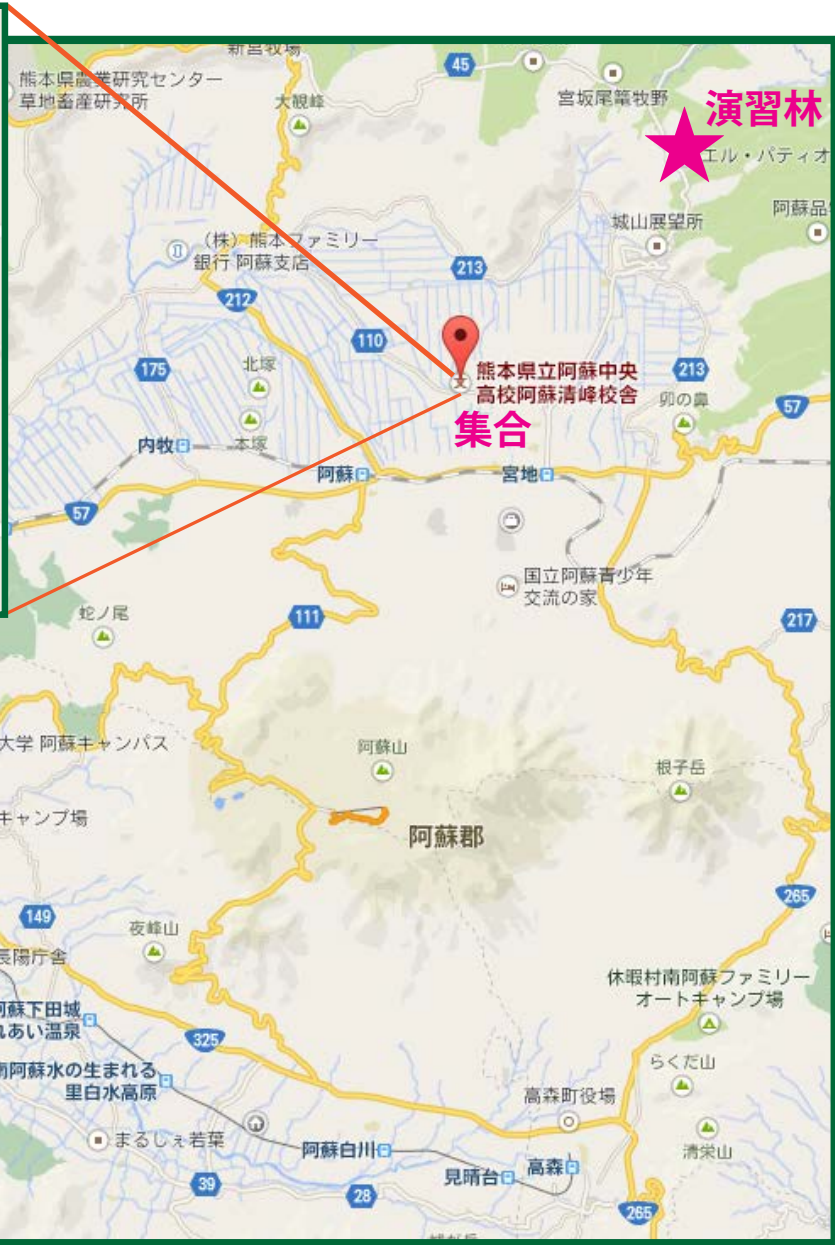 新宮牧場
45
熊本県農業研究センター
草地畜産研究所
大観峰
宮坂尾篭牧野
演習林
エル・パティオ
阿蘇品
城山展望所
(株)熊本ファミリー
銀行 阿蘇支店
213
212
110
175
北塚
熊本県立阿蘇中央
高校阿蘇清峰校舎
213
卯の鼻
57
集合
本塚
内牧
阿蘇
宮地
57
国立阿蘇青少年
交流の家
蛇ノ尾
111
217
大学 阿蘇キャンパス
阿蘇山
根子岳
キャンプ場
阿蘇郡
265
149
夜峰山
長陽庁舎
休暇村南阿蘇ファミリー
オートキャンプ場
阿蘇下田城
れあい温泉
325
らくだ山
南阿蘇水の生まれる
里白水高原
高森町役場
まるしぇ若葉
阿蘇白川
清栄山
見晴台
高森
39
28
265